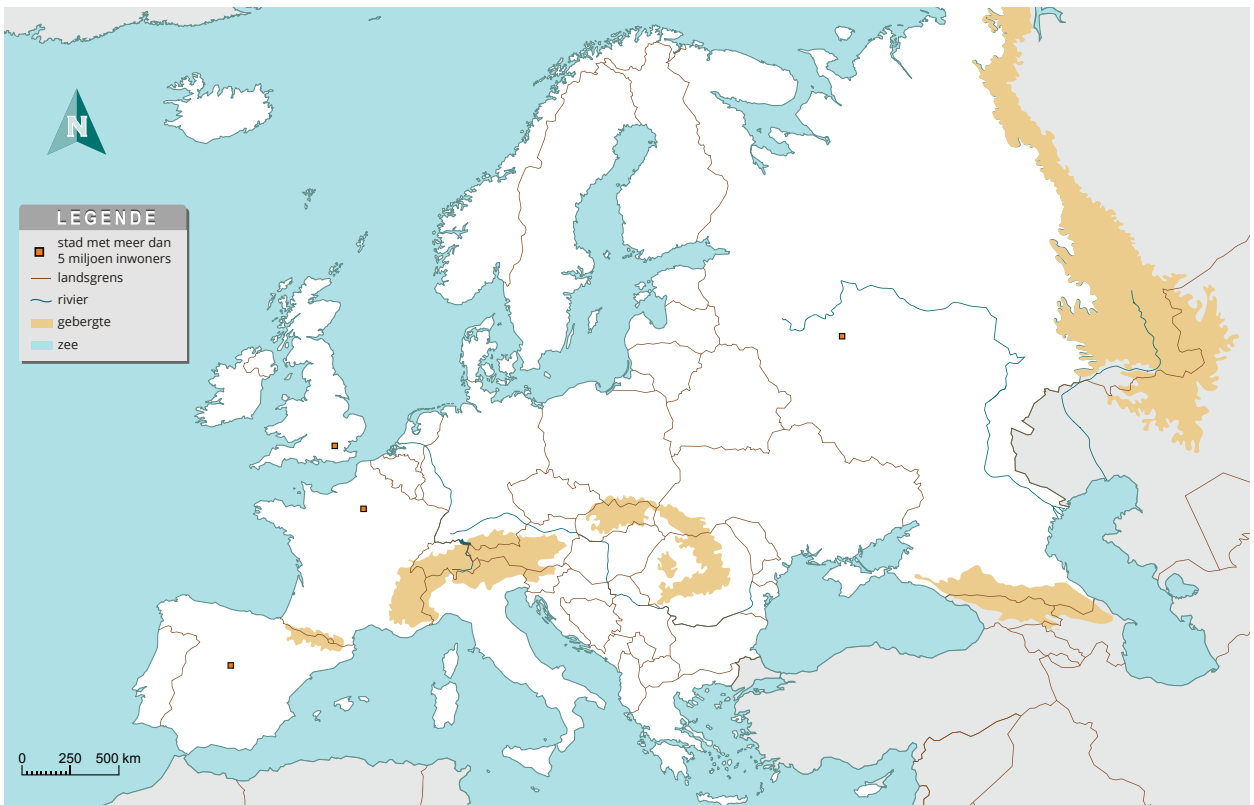 N
LEGENDE
stad met meer dan
5 miljoen inwoners
landsgrens
rivier
gebergte
zee
0 250 500 km